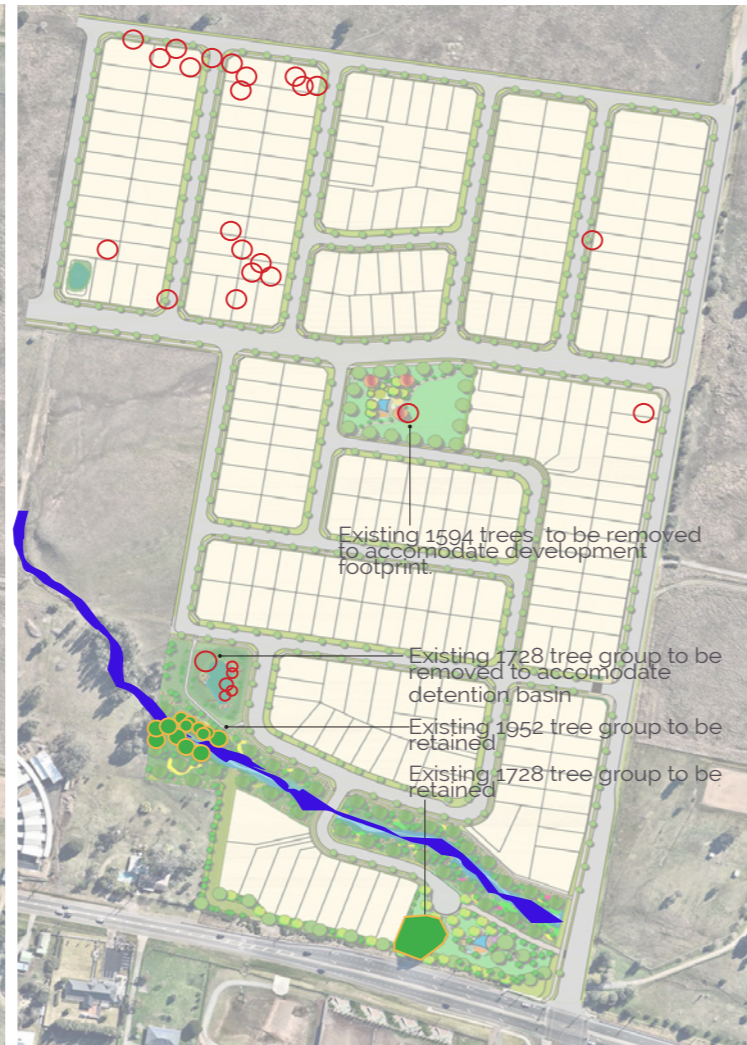 Existing 1594 trees  to be removed
to accomodate development
footprint.
Existing 1728 tree group to be
removed to accomodate
detention basin
Existing 1952 tree group to be
retained
Existing 1728 tree group to be
retained